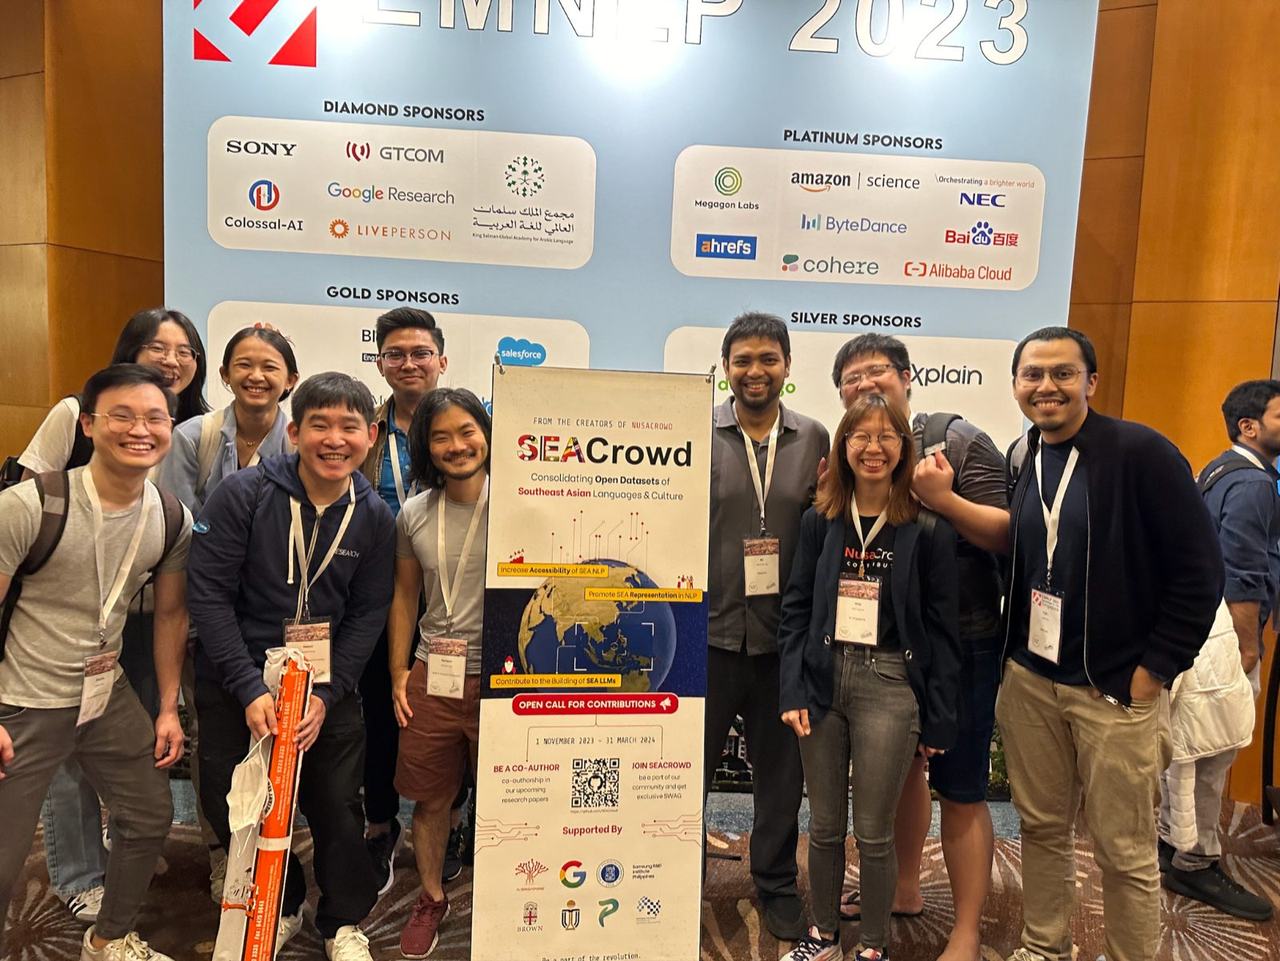 EMNLP 2023
DIAMOND SPONSORS
SONY
GTCOM
Google Research
Colossal-AI
LIVEPERSON
مجمع الملك سلمان
العالمي للغة العربية
King Salman Global Academy for Arabic Language
PLATINUM SPONSORS
Megagon Labs
amazon | science
Orchestrating a brighter world
NEC
ByteDance
Baidu百度
ahrefs
cohere
Alibaba Cloud
GOLD SPONSORS
salesforce
SILVER SPONSORS
Xplain
FROM THE CREATORS OF NUSACROWD
SEACrowd
Consolidating Open Datasets of
Southeast Asian Languages & Culture
Increase Accessibility of SEA NLP
Promote SEA Representation in NLP
Contribute to the Building of SEA LLMs
OPEN CALL FOR CONTRIBUTIONS
1 NOVEMBER 2023 – 31 MARCH 2024
BE A CO-AUTHOR
co-authorship in
our upcoming
research papers
JOIN SEACROWD
be a part of our
community and get
exclusive SWAG
Supported By
Samsung R&D
Institute
Philippines
BROWN
Be a part of the revolution.